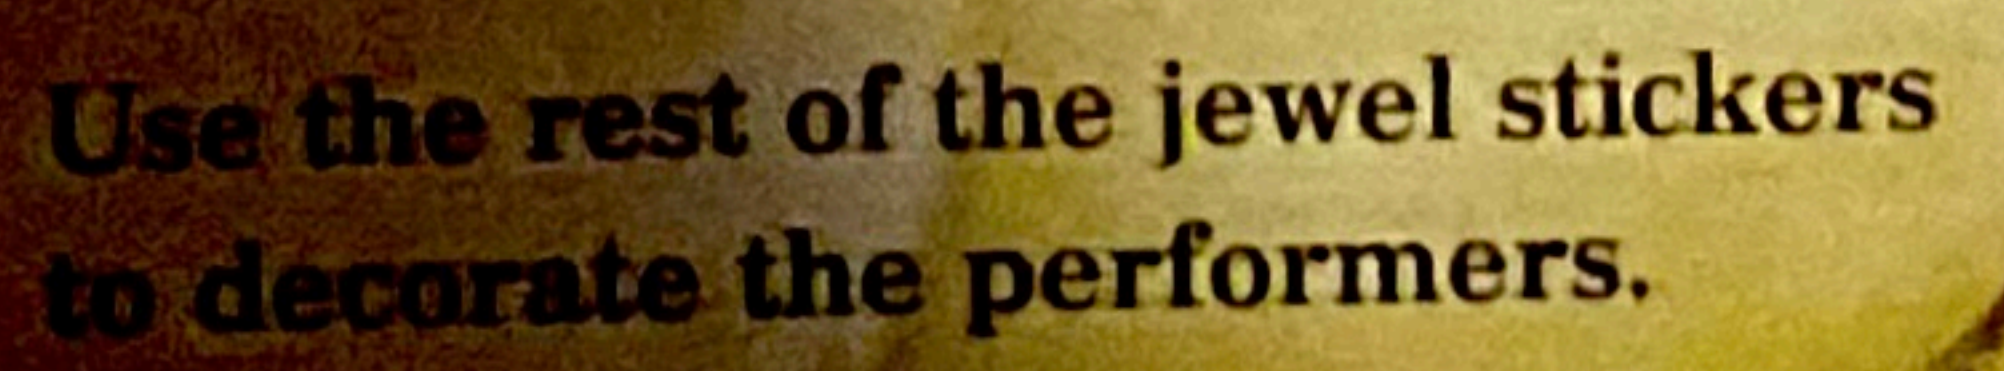 Use the rest of the jewel stickers
to decorate the performers.